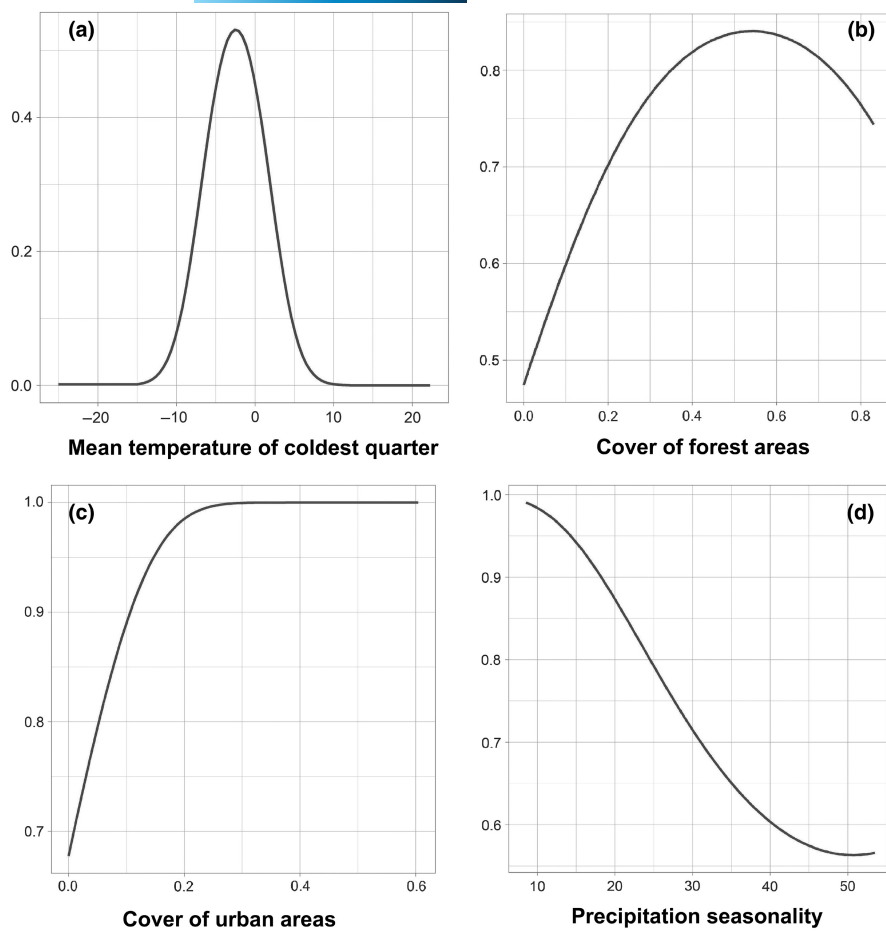 (a)
0.4
0.2
0.0
–20 –10 0 10 20
Mean temperature of coldest quarter
(b)
0.8
0.7
0.6
0.5
0.0 0.2 0.4 0.6 0.8
Cover of forest areas
(c)
1.0
0.9
0.8
0.7
0.0 0.2 0.4 0.6
Cover of urban areas
(d)
1.0
0.9
0.8
0.7
0.6
10 20 30 40 50
Precipitation seasonality